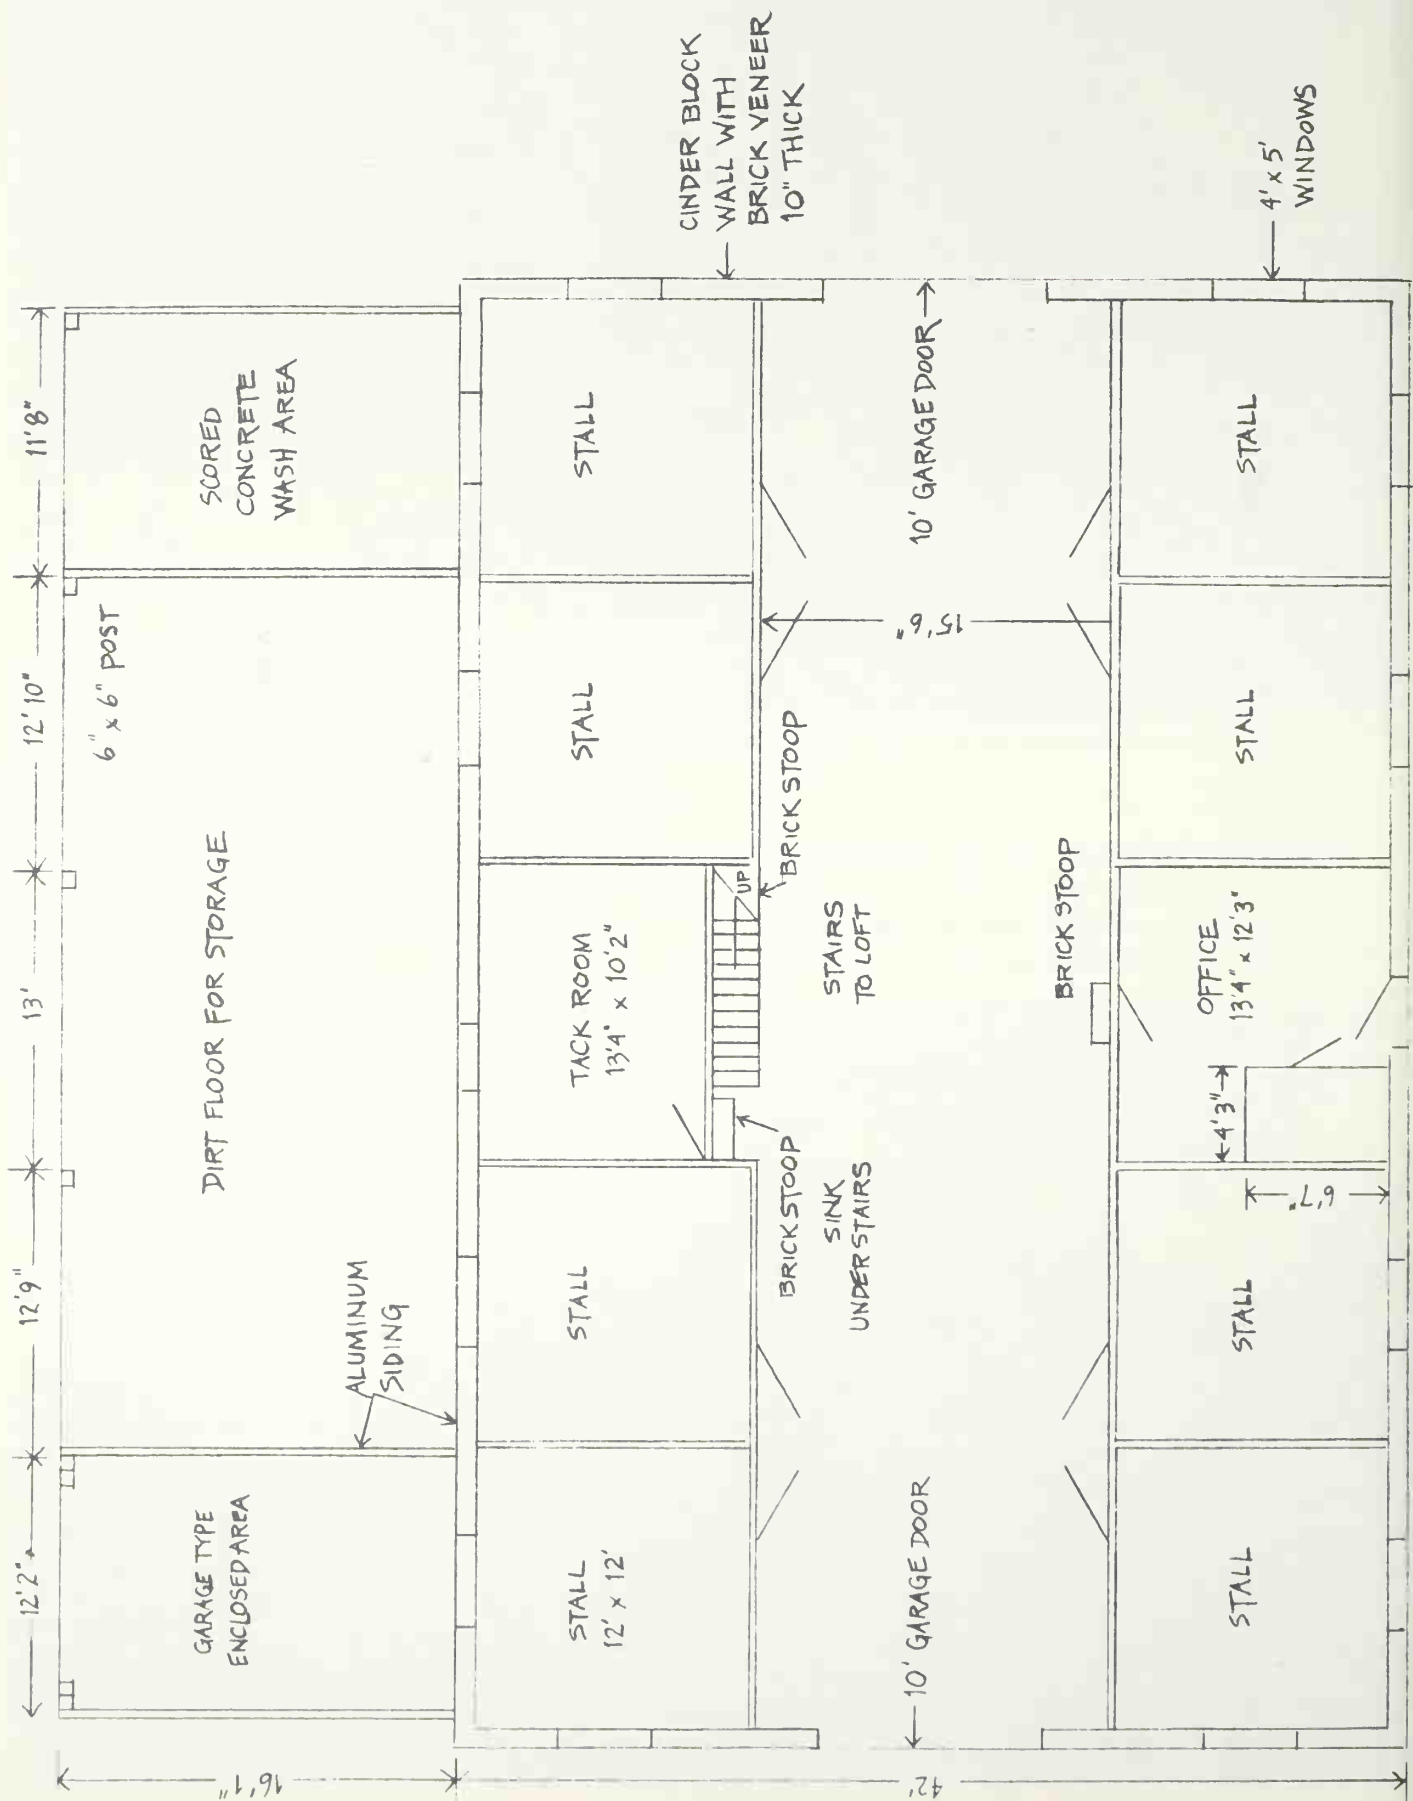 12'2"
12'9"
13'
12'10"
11'8"
16'1"
42'
GARAGE TYPE
ENCLOSED AREA
ALUMINUM
SIDING
DIRT FLOOR FOR STORAGE
6" x 6" POST
SCORED
CONCRETE
WASH AREA
STALL
12' x 12'
STALL
TACK ROOM
13'4" x 10'2"
STALL
STALL
CINDER BLOCK
WALL WITH
BRICK VENEER
10" THICK
UP
BRICK STOOP
BRICK STOOP
SINK
UNDER STAIRS
STAIRS
TO LOFT
10' GARAGE DOOR
15'6"
10' GARAGE DOOR
BRICK STOOP
STALL
STALL
6'7"
4'3"
OFFICE
13'4" x 12'3"
STALL
STALL
4' x 5'
WINDOWS